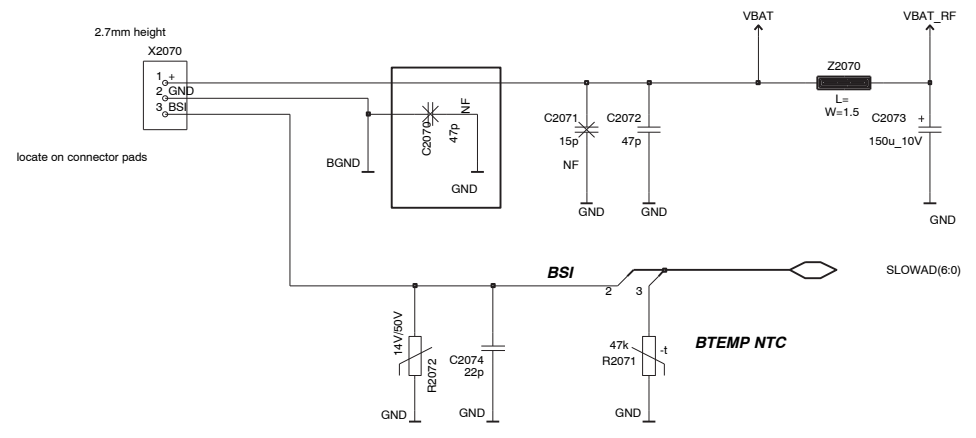 VBAT
VBAT_RF
2.7mm height
X2070
1 +
2 GND
3 BSI
Z2070
L=
W=1.5
C2070
47p
NF
C2071
15p
NF
C2072
47p
C2073
+
150u_10V
locate on connector pads
BGND
GND
GND
GND
GND
BSI
2
3
SLOWAD(6:0)
14V/50V
R2072
C2074
22p
47k
R2071
-t
BTEMP NTC
GND
GND
GND